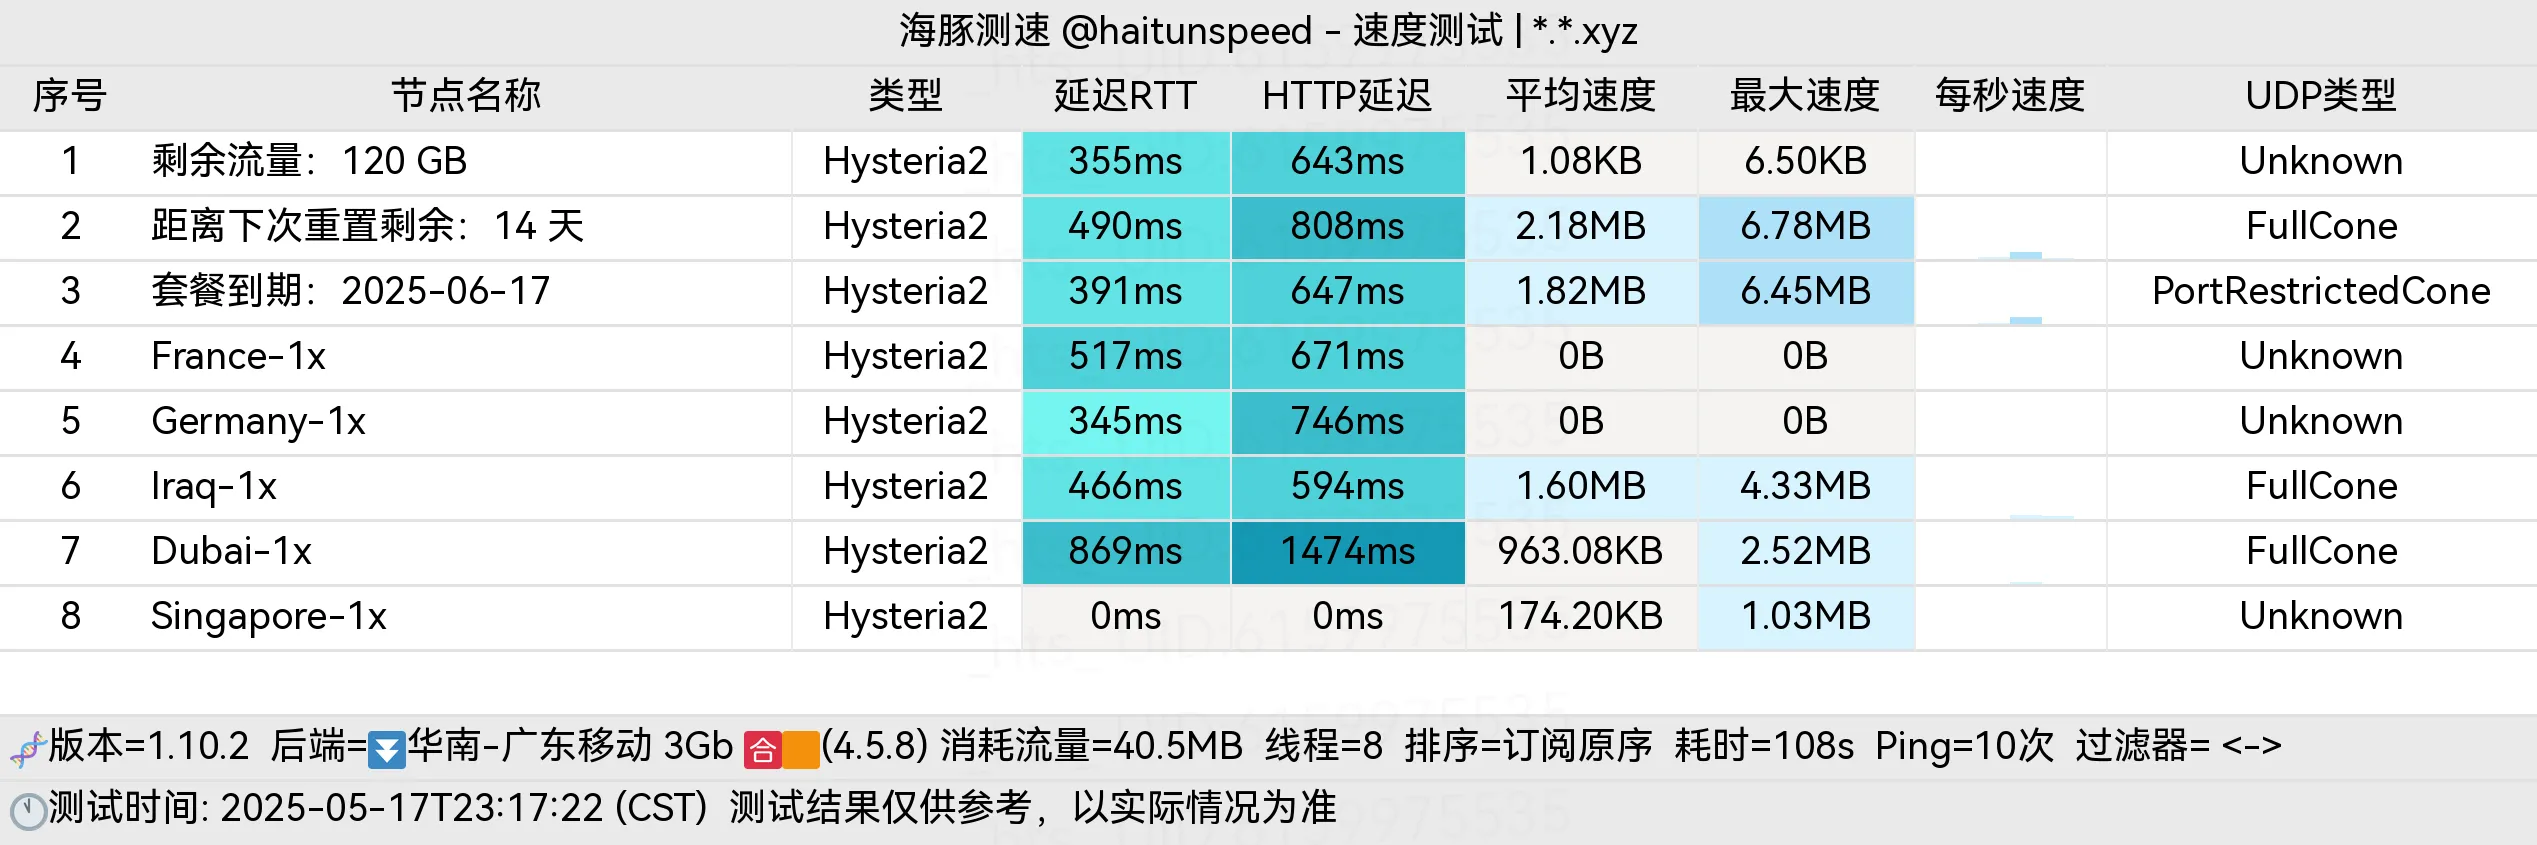 海豚测速 @haitunspeed - 速度测试 | *.*.xyz
序号 节点名称 类型 延迟RTT HTTP延迟 平均速度 最大速度 每秒速度 UDP类型
1 剩余流量：120 GB Hysteria2 355ms 643ms 1.08KB 6.50KB Unknown
2 距离下次重置剩余：14 天 Hysteria2 490ms 808ms 2.18MB 6.78MB FullCone
3 套餐到期：2025-06-17 Hysteria2 391ms 647ms 1.82MB 6.45MB PortRestrictedCone
4 France-1x Hysteria2 517ms 671ms 0B 0B Unknown
5 Germany-1x Hysteria2 345ms 746ms 0B 0B Unknown
6 Iraq-1x Hysteria2 466ms 594ms 1.60MB 4.33MB FullCone
7 Dubai-1x Hysteria2 869ms 1474ms 963.08KB 2.52MB FullCone
8 Singapore-1x Hysteria2 0ms 0ms 174.20KB 1.03MB Unknown
🧬版本=1.10.2 后端=⏬华南-广东移动 3Gb 🈴🟧(4.5.8) 消耗流量=40.5MB 线程=8 排序=订阅原序 耗时=108s Ping=10次 过滤器= <->
🕚测试时间: 2025-05-17T23:17:22 (CST) 测试结果仅供参考，以实际情况为准